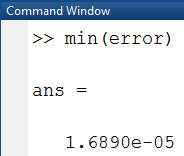 Command Window
>> min(error)
ans =
1.6890e-05